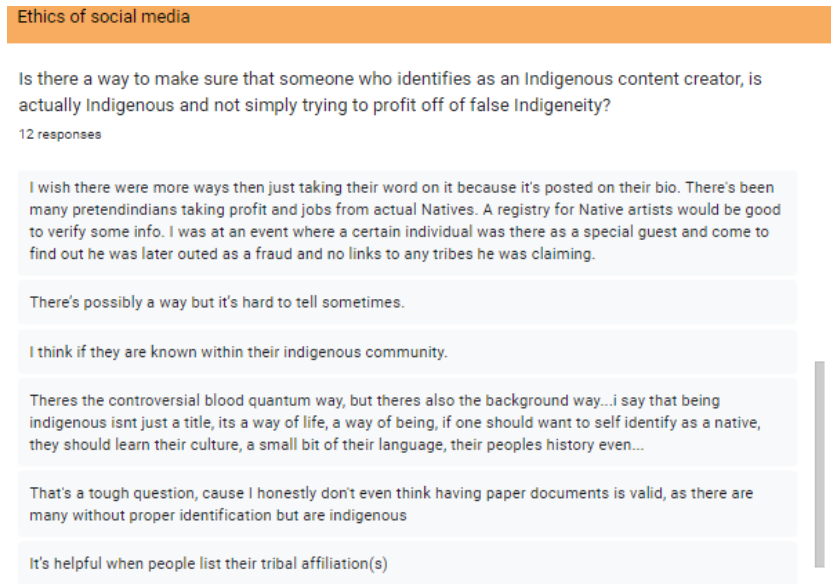 Ethics of social media
Is there a way to make sure that someone who identifies as an Indigenous content creator, is
actually Indigenous and not simply trying to profit off of false Indigeneity?
12 responses
I wish there were more ways then just taking their word on it because it's posted on their bio. There's been
many pretendindians taking profit and jobs from actual Natives. A registry for Native artists would be good
to verify some info. I was at an event where a certain individual was there as a special guest and come to
find out he was later outed as a fraud and no links to any tribes he was claiming.
There's possibly a way but it's hard to tell sometimes.
I think if they are known within their indigenous community.
Theres the controversial blood quantum way, but theres also the background way...i say that being
indigenous isnt just a title, its a way of life, a way of being, if one should want to self identify as a native,
they should learn their culture, a small bit of their language, their peoples history even...
That's a tough question, cause I honestly don't even think having paper documents is valid, as there are
many without proper identification but are indigenous
It's helpful when people list their tribal affiliation(s)